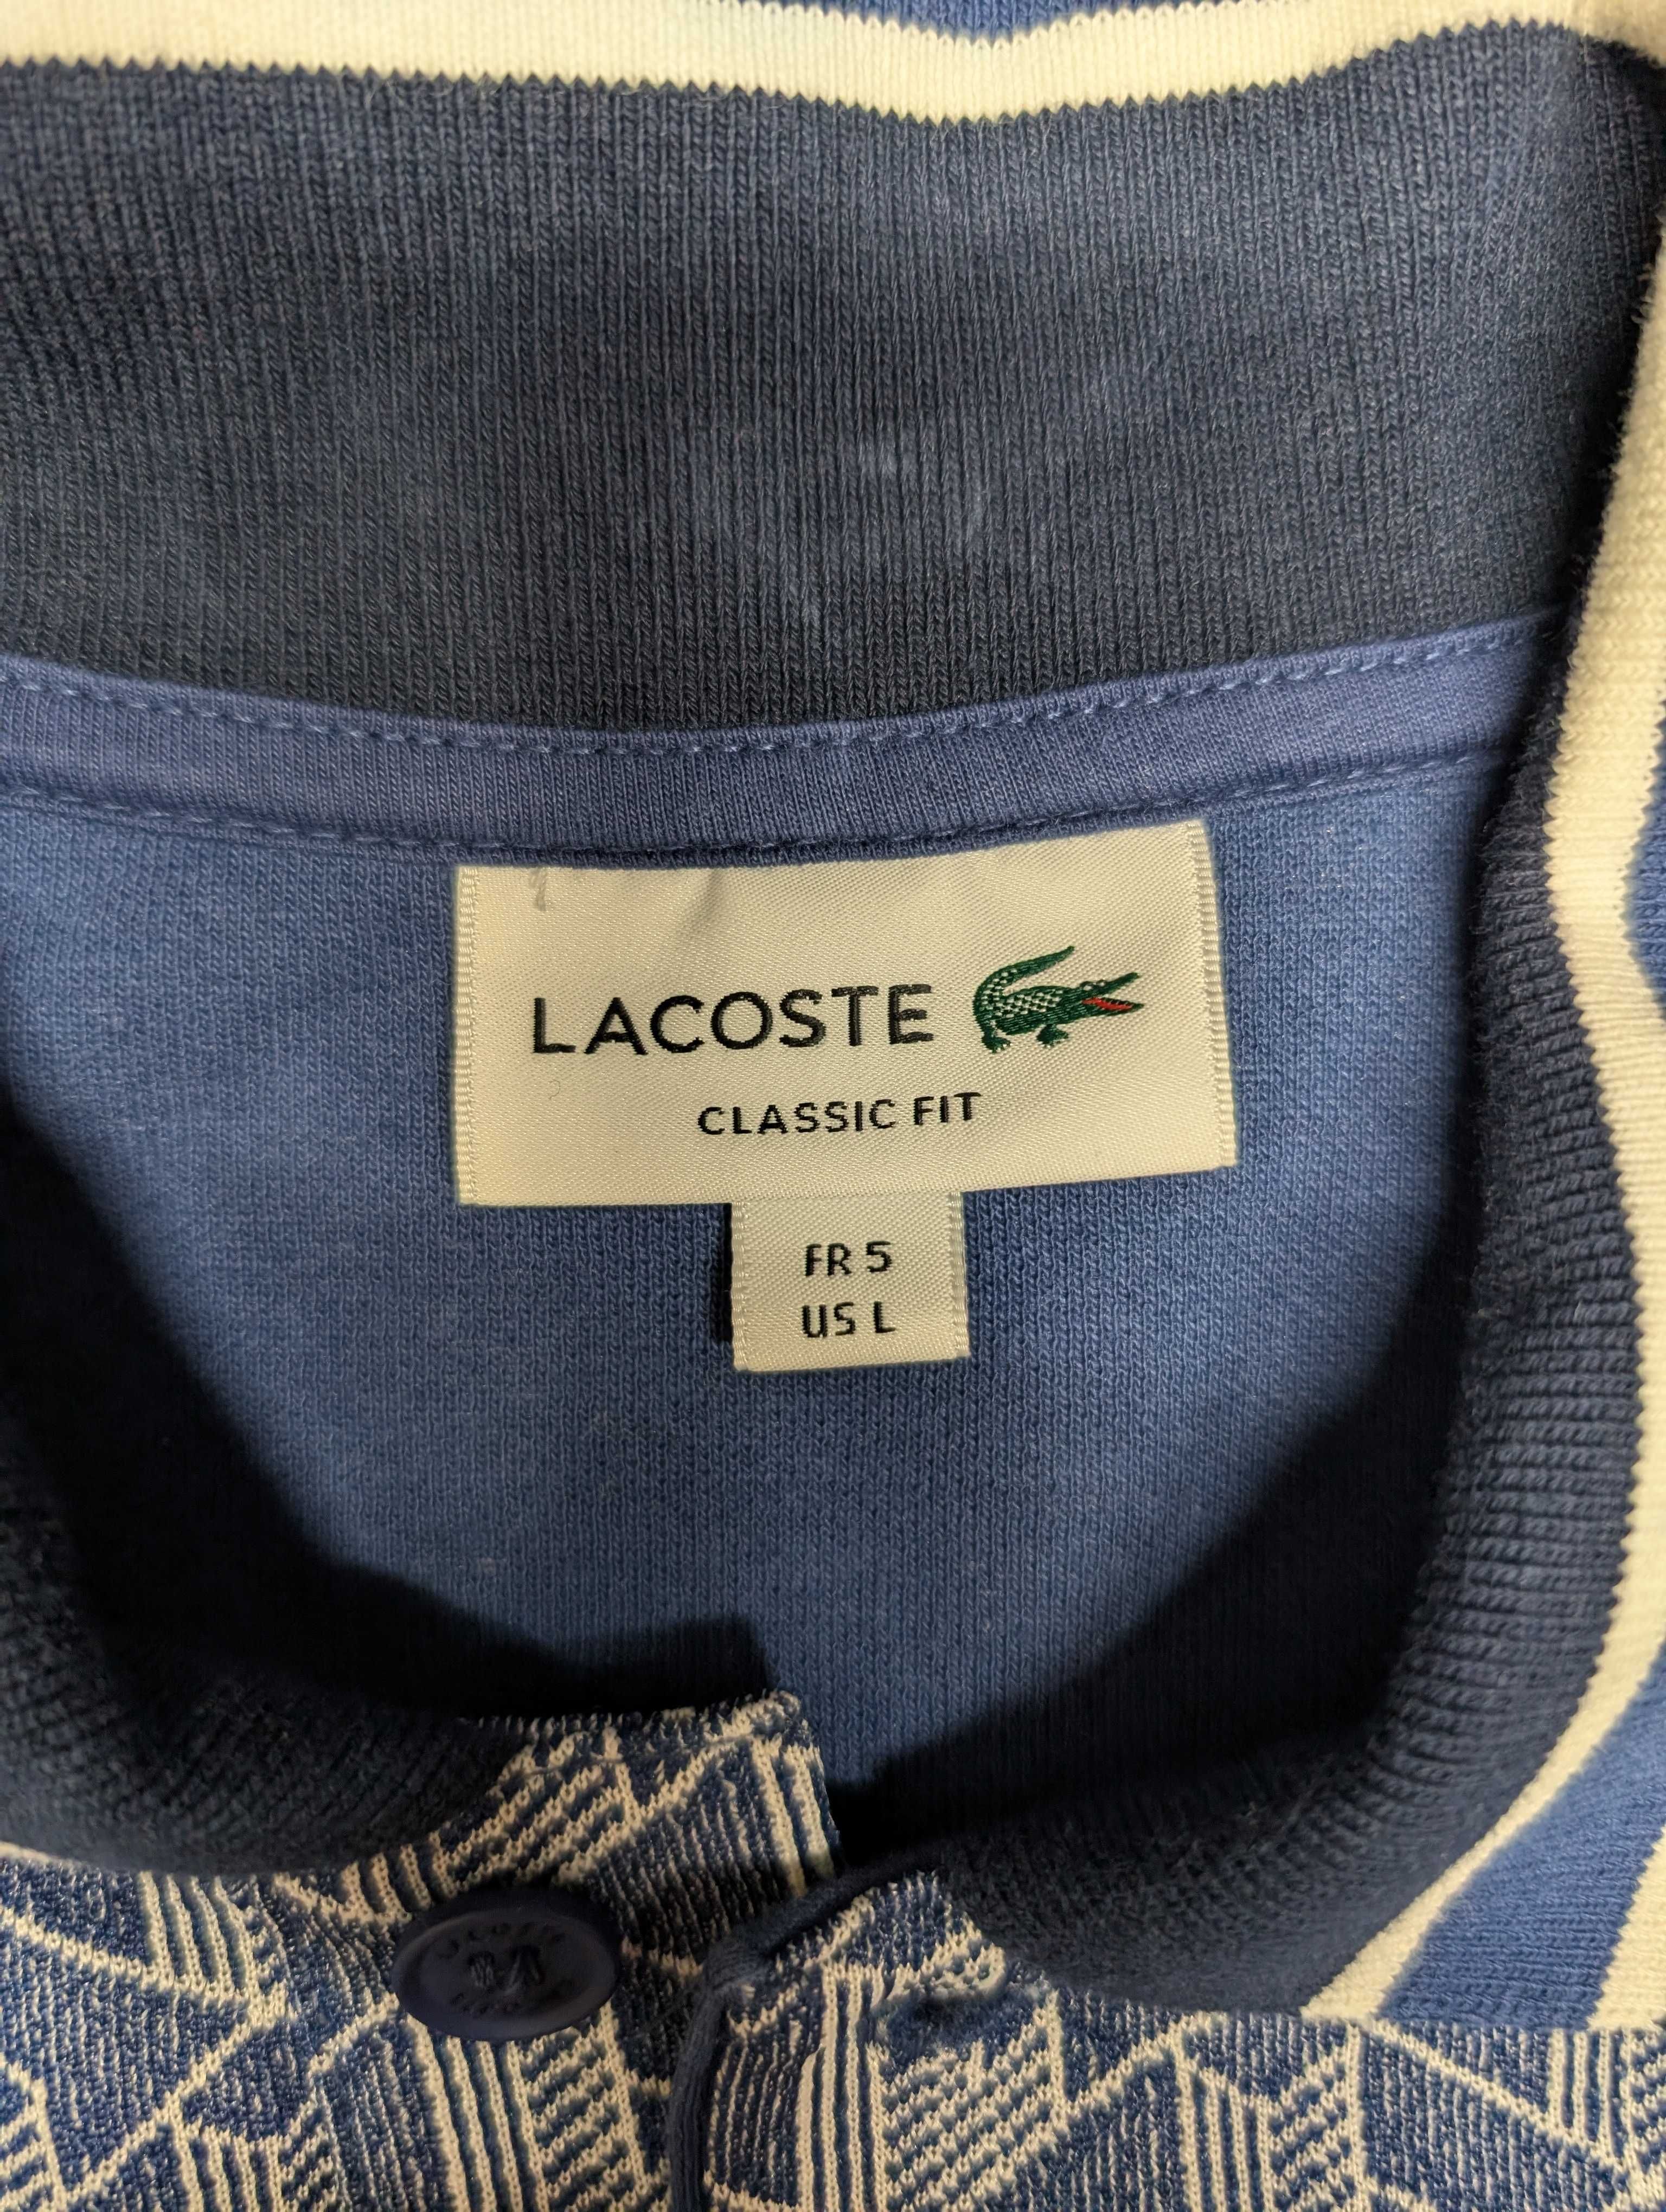 LACOSTE
CLASSIC FIT
FR 5
US L